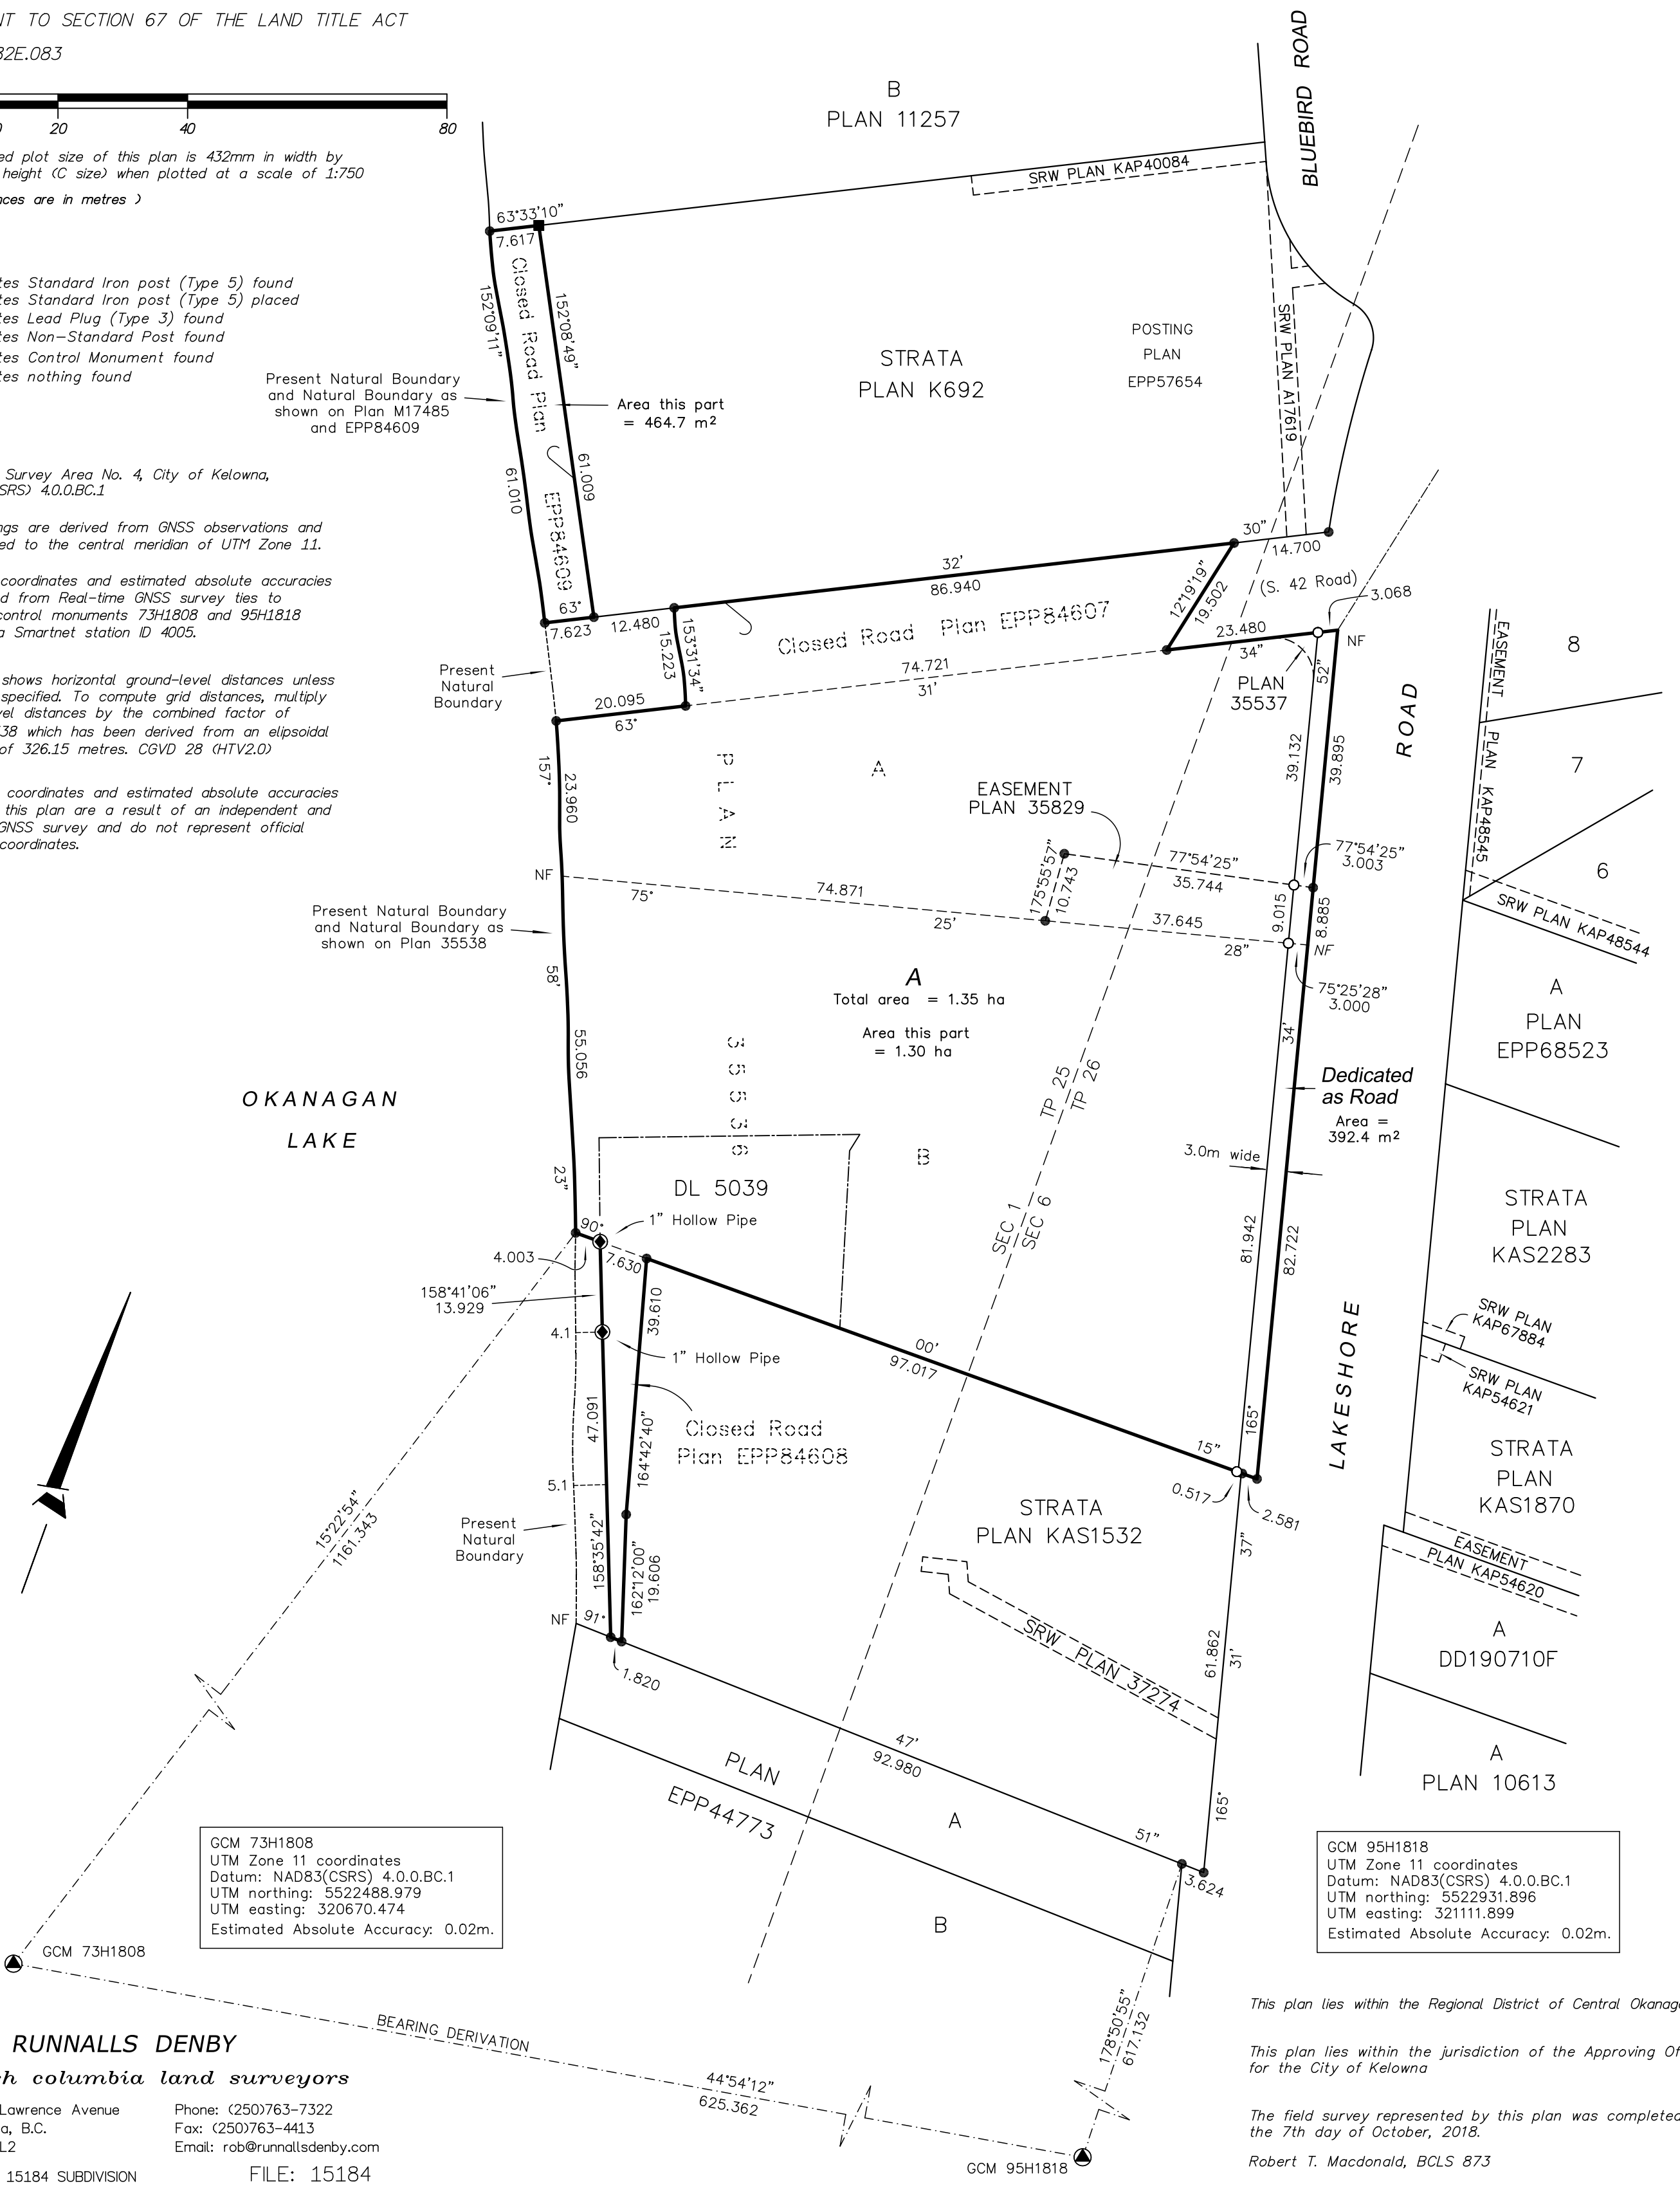 NT TO SECTION 67 OF THE LAND TITLE ACT
82E.083
20
40
80
ed plot size of this plan is 432mm in width by
height (C size) when plotted at a scale of 1:750
nces are in metres )
tes Standard Iron post (Type 5) found
tes Standard Iron post (Type 5) placed
tes Lead Plug (Type 3) found
tes Non-Standard Post found
tes Control Monument found
tes nothing found
Survey Area No. 4, City of Kelowna,
SRS) 4.0.0.BC.1
ngs are derived from GNSS observations and
ed to the central meridian of UTM Zone 11.
coordinates and estimated absolute accuracies
d from Real-time GNSS survey ties to
control monuments 73H1808 and 95H1818
a Smartnet station ID 4005.
shows horizontal ground-level distances unless
specified. To compute grid distances, multiply
vel distances by the combined factor of
38 which has been derived from an elipsoidal
of 326.15 metres. CGVD 28 (HTV2.0)
coordinates and estimated absolute accuracies
this plan are a result of an independent and
GNSS survey and do not represent official
coordinates.
B
PLAN 11257
BLUEBIRD ROAD
SRW PLAN KAP40084
63°33'10"
7.617
152°09'11"
61.010
Closed Road Plan EPP84609
152°08'49"
61.009
Present Natural Boundary
and Natural Boundary as
shown on Plan M17485
and EPP84609
Area this part
= 464.7 m²
STRATA
PLAN K692
POSTING
PLAN
EPP57654
SRW PLAN A17619
63°
7.623
12.480
32'
86.940
30"
14.700
12°19'19"
19.502
(S. 42 Road)
3.068
23.480
34"
NF
Closed Road Plan EPP84607
15.223
153°31'34"
74.721
31'
Present
Natural
Boundary
20.095
63°
PLAN
35537
52"
39.132
39.895
ROAD
EASEMENT PLAN KAP48545
8
7
6
SRW PLAN KAP48544
157°
23.960
PLAN
A
EASEMENT
PLAN 35829
77°54'25"
35.744
77°54'25"
3.003
175°55'57"
10.743
NF
75°
74.871
25'
37.645
28"
9.015
8.885
NF
75°25'28"
3.000
Present Natural Boundary
and Natural Boundary as
shown on Plan 35538
58'
55.056
23"
A
Total area = 1.35 ha
Area this part
= 1.30 ha
35538
B
TP 25
TP 26
SEC 1
SEC 6
34'
Dedicated
as Road
Area =
392.4 m²
3.0m wide
81.942
82.722
165°
A
PLAN
EPP68523
STRATA
PLAN
KAS2283
OKANAGAN
LAKE
DL 5039
90°
1" Hollow Pipe
4.003
7.630
158°41'06"
13.929
4.1
1" Hollow Pipe
39.610
00'
97.017
15"
0.517
2.581
LAKESHORE
SRW PLAN
KAP67884
SRW PLAN
KAP54621
STRATA
PLAN
KAS1870
EASEMENT
PLAN KAP54620
47.091
164°42'40"
Closed Road
Plan EPP84608
5.1
Present
Natural
Boundary
158°35'42"
162°12'00"
19.606
NF
91°
1.820
15°22'54"
1161.343
STRATA
PLAN KAS1532
SRW PLAN 37274
37"
61.862
31'
165°
A
DD190710F
A
PLAN 10613
47'
92.980
51"
3.624
PLAN
EPP44773
A
B
GCM 73H1808
UTM Zone 11 coordinates
Datum: NAD83(CSRS) 4.0.0.BC.1
UTM northing: 5522488.979
UTM easting: 320670.474
Estimated Absolute Accuracy: 0.02m.
GCM 95H1818
UTM Zone 11 coordinates
Datum: NAD83(CSRS) 4.0.0.BC.1
UTM northing: 5522931.896
UTM easting: 321111.899
Estimated Absolute Accuracy: 0.02m.
GCM 73H1808
BEARING DERIVATION
44°54'12"
625.362
178°50'55"
617.132
GCM 95H1818
RUNNALLS DENBY
h columbia land surveyors
Lawrence Avenue
a, B.C.
L2
Phone: (250)763-7322
Fax: (250)763-4413
Email: rob@runnallsdenby.com
15184 SUBDIVISION
FILE: 15184
This plan lies within the Regional District of Central Okanag
This plan lies within the jurisdiction of the Approving Of
for the City of Kelowna
The field survey represented by this plan was completed
the 7th day of October, 2018.
Robert T. Macdonald, BCLS 873